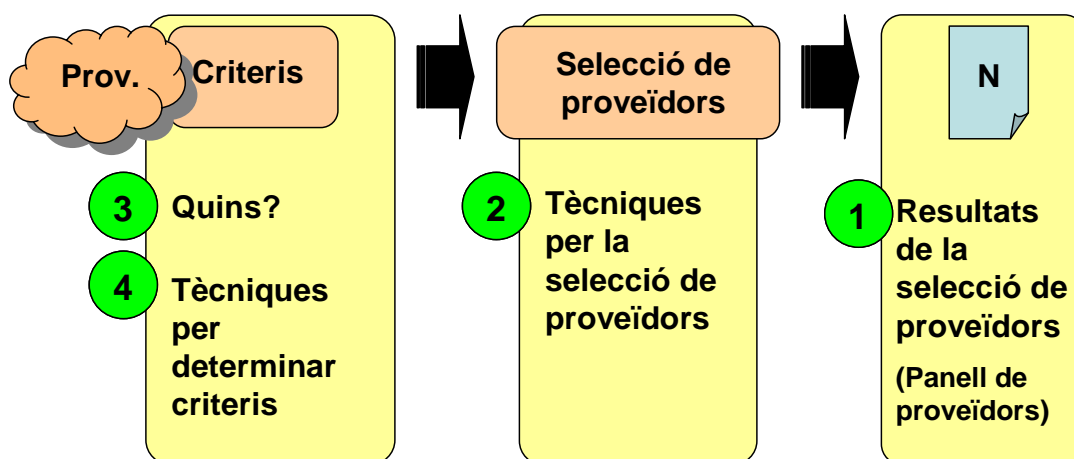 Prov.
Criteris
3
Quins?
4
Tècniques
per
determinar
criteris
Selecció de
proveïdors
2
Tècniques
per la
selecció de
proveïdors
N
1
Resultats
de la
selecció de
proveïdors
(Panell de
proveïdors)